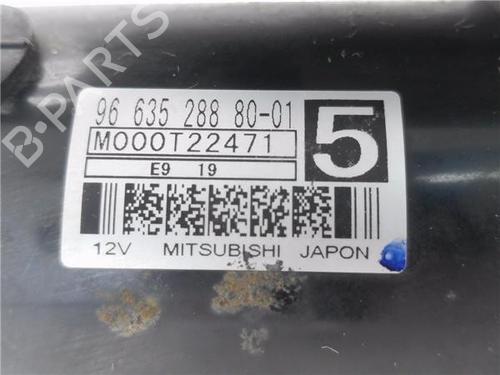 96 635 288 80-01
5
M000T22471
E9 19
12V MITSUBISHI JAPON
B-PARTS